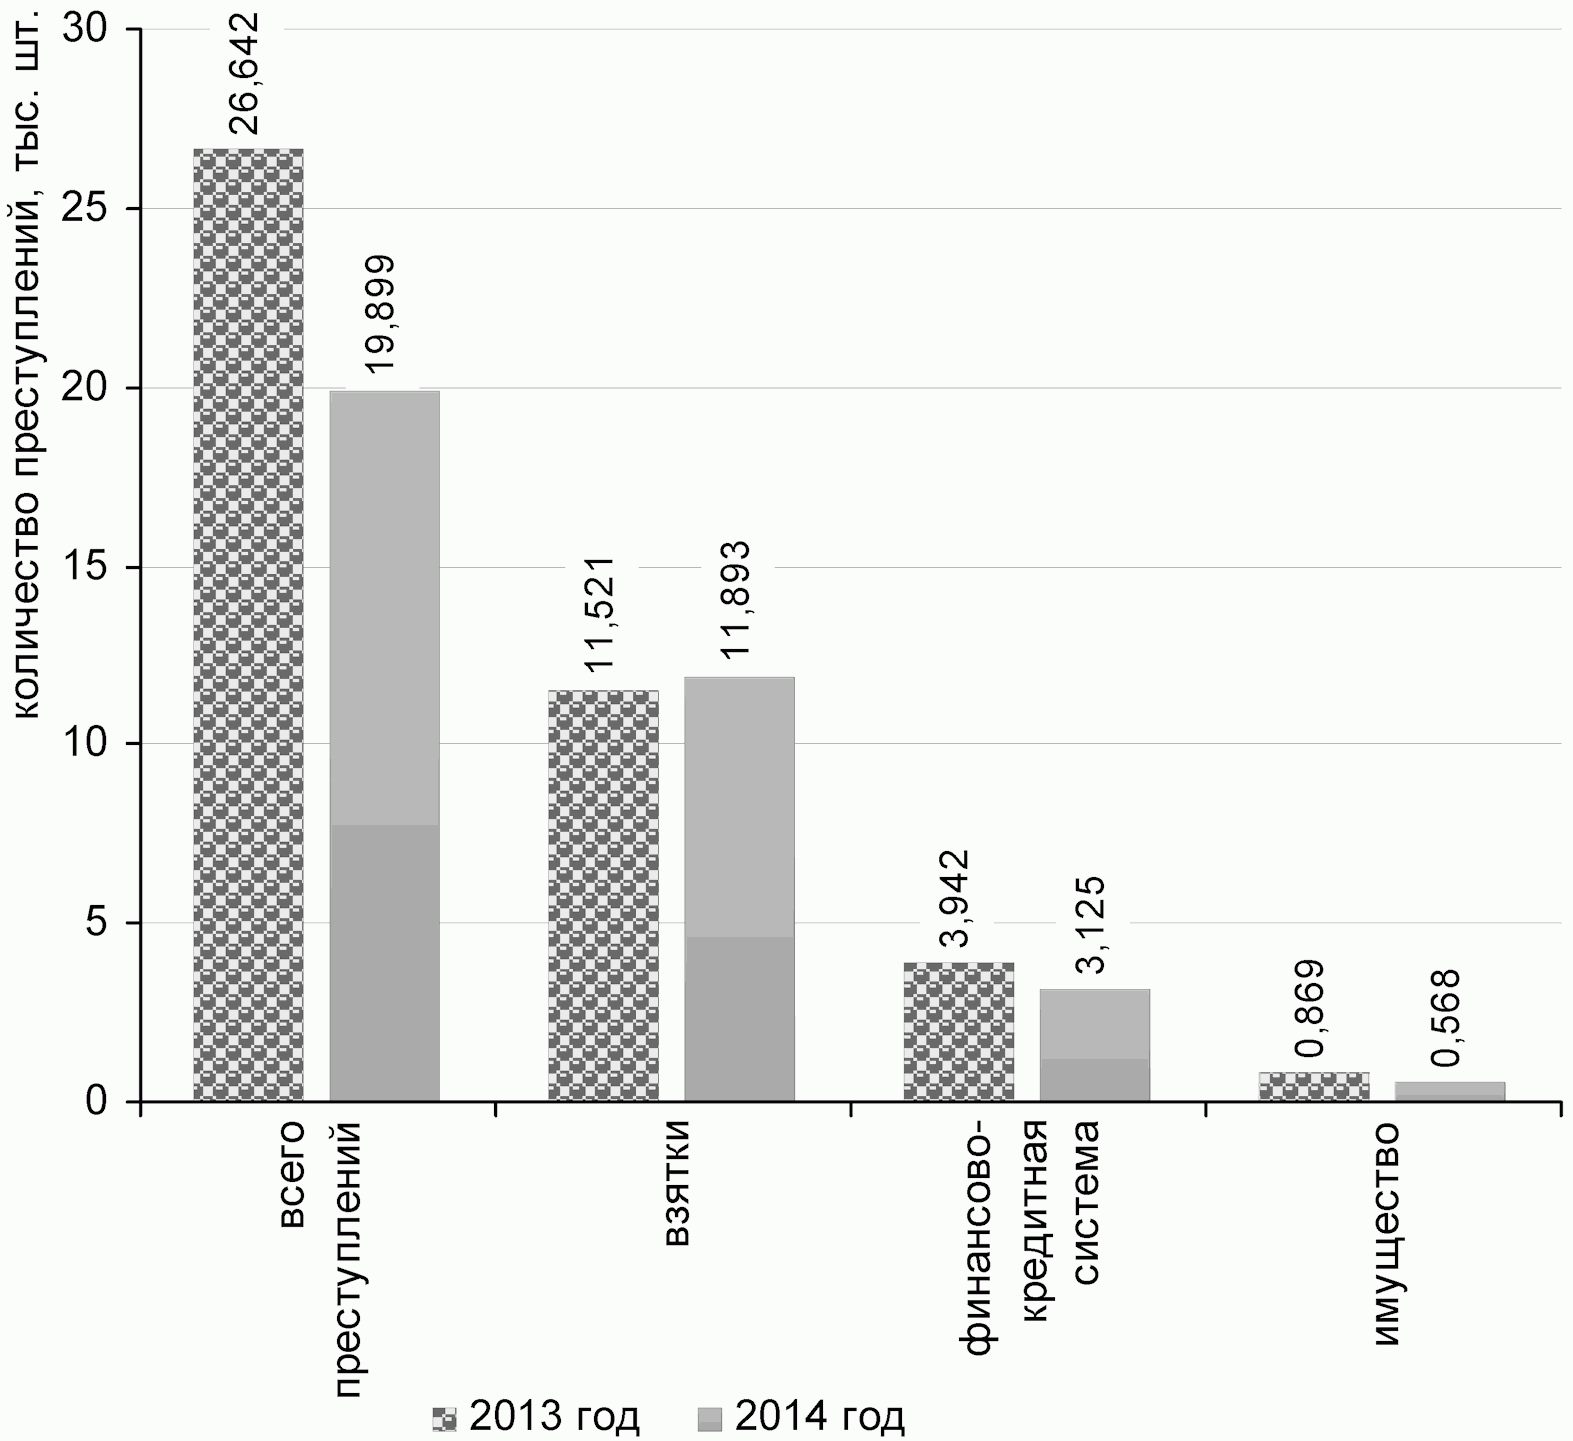 количество преступлений, тыс. шт.
30
25
20
15
10
5
0
26,642
19,899
11,521
11,893
3,942
3,125
0,869
0,568
всего
преступлений
взятки
финансово-
кредитная
система
имущество
2013 год
2014 год